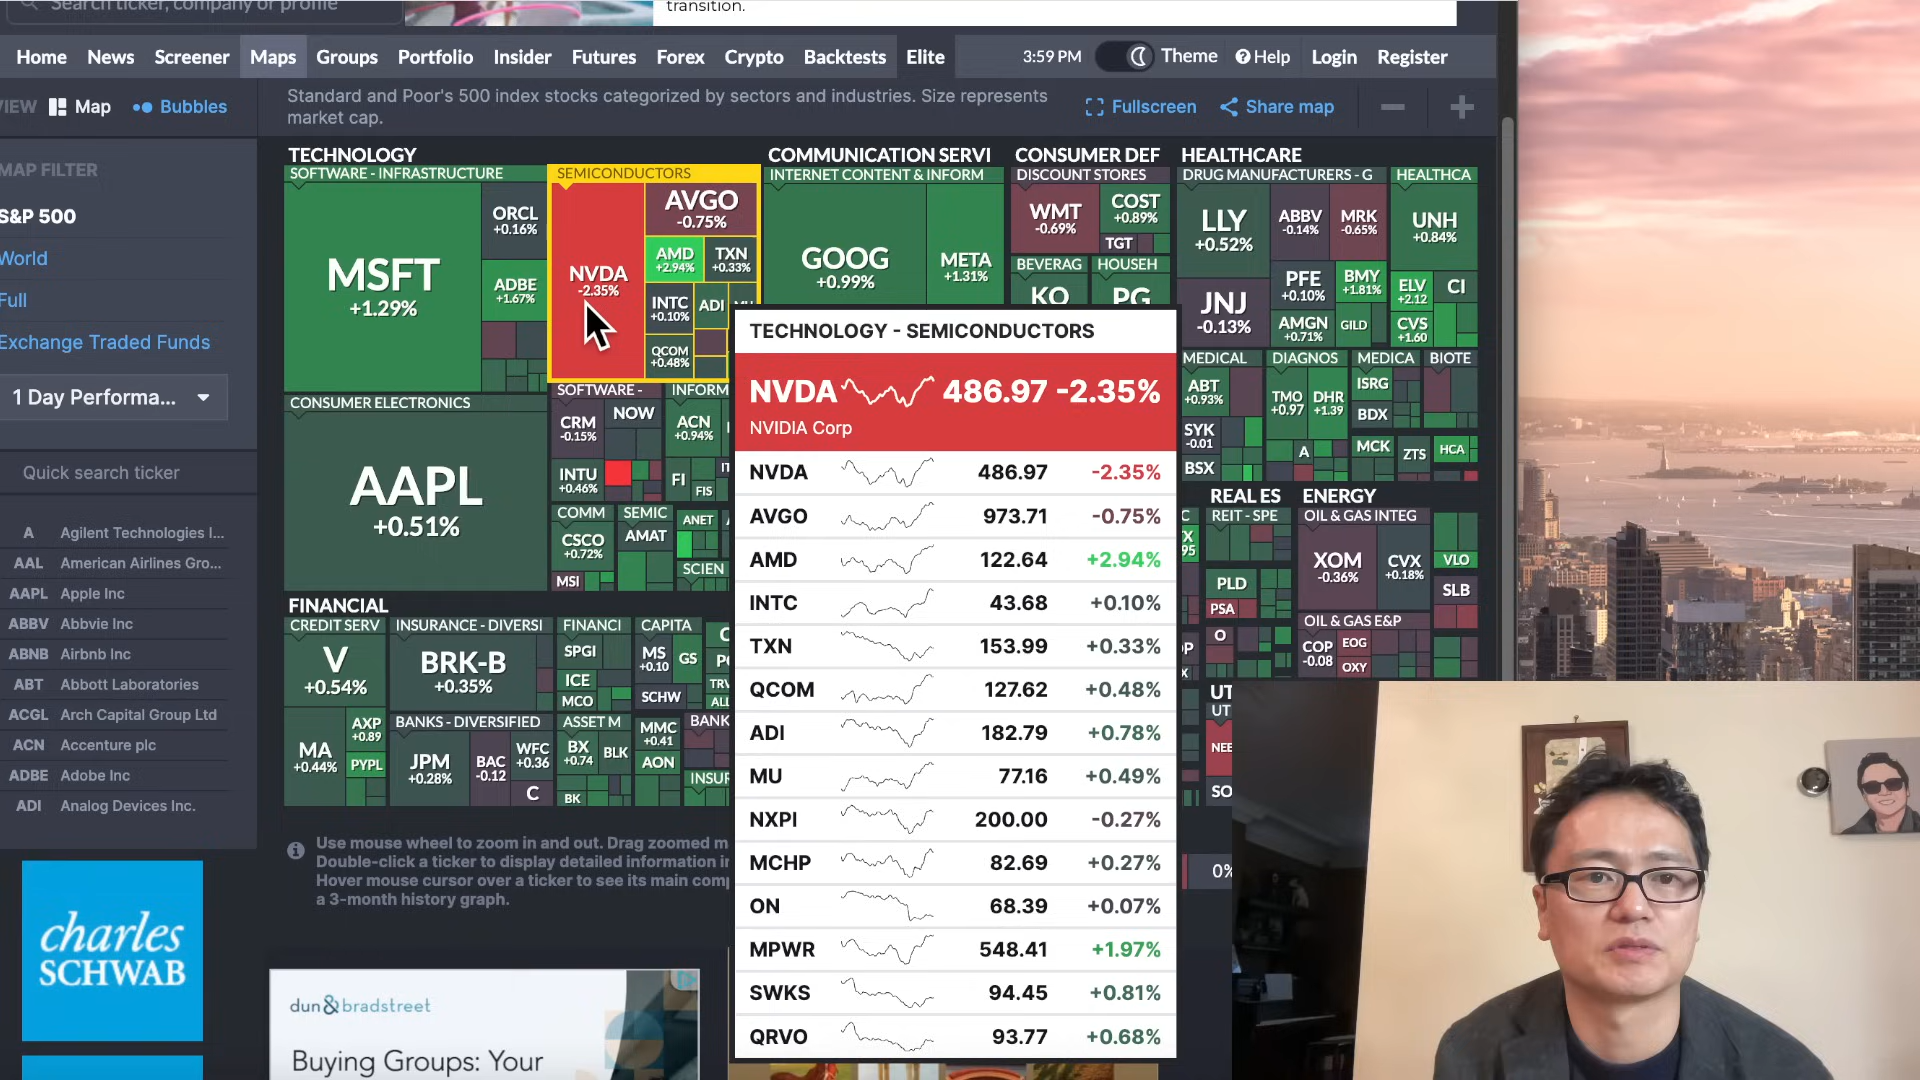 Search ticker, company or profile
transition.
Home News Screener Maps Groups Portfolio Insider Futures Forex Crypto Backtests Elite 3:59 PM Theme Help Login Register
VIEW Map Bubbles
Standard and Poor's 500 index stocks categorized by sectors and industries. Size represents
market cap.
Fullscreen Share map
MAP FILTER
S&P 500
World
Full
Exchange Traded Funds
1 Day Performa...
Quick search ticker
A Agilent Technologies I...
AAL American Airlines Gro...
AAPL Apple Inc
ABBV Abbvie Inc
ABNB Airbnb Inc
ABT Abbott Laboratories
ACGL Arch Capital Group Ltd
ACN Accenture plc
ADBE Adobe Inc
ADI Analog Devices Inc.
charles
SCHWAB
TECHNOLOGY
SOFTWARE - INFRASTRUCTURE
MSFT
+1.29%
ORCL
+0.16%
ADBE
+1.67%
SEMICONDUCTORS
NVDA
-2.35%
AVGO
-0.75%
AMD
+2.94%
TXN
+0.33%
INTC
+0.10%
ADI
QCOM
+0.48%
CONSUMER ELECTRONICS
AAPL
+0.51%
SOFTWARE -
CRM
-0.15%
NOW
INTU
+0.46%
INFORM
ACN
+0.94%
FI
FIS
COMM
CSCO
+0.72%
MSI
SEMIC
AMAT
ANET
SCIEN
COMMUNICATION SERVI
INTERNET CONTENT & INFORM
GOOG
+0.99%
META
+1.31%
CONSUMER DEF
DISCOUNT STORES
WMT
-0.69%
COST
+0.89%
TGT
BEVERAG
KO
HOUSEH
PG
HEALTHCARE
DRUG MANUFACTURERS - G
LLY
+0.52%
ABBV
-0.14%
MRK
-0.65%
JNJ
-0.13%
PFE
+0.10%
BMY
+1.81%
AMGN
+0.71%
GILD
HEALTHCA
UNH
+0.84%
ELV
+2.12
CI
CVS
+1.60
MEDICAL
ABT
+0.93%
SYK
-0.01
BSX
DIAGNOS
TMO
+0.97
DHR
+1.39
A
MEDICA
ISRG
BDX
MCK
BIOTE
ZTS
HCA
FINANCIAL
CREDIT SERV
V
+0.54%
MA
+0.44%
AXP
+0.89
PYPL
INSURANCE - DIVERSI
BRK-B
+0.35%
BANKS - DIVERSIFIED
JPM
+0.28%
BAC
-0.12
WFC
+0.36
C
FINANCI
SPGI
ICE
MCO
ASSET M
BX
+0.74
BLK
BK
CAPITA
MS
+0.10
GS
SCHW
MMC
+0.41
AON
BANK
INSUR
REAL ES
REIT - SPE
PLD
PSA
O
ENERGY
OIL & GAS INTEG
XOM
-0.36%
CVX
+0.18%
VLO
SLB
OIL & GAS E&P
COP
-0.08
EOG
OXY
UT
UT
NEE
SO
0%
TECHNOLOGY - SEMICONDUCTORS
NVDA 486.97 -2.35%
NVIDIA Corp
NVDA 486.97 -2.35%
AVGO 973.71 -0.75%
AMD 122.64 +2.94%
INTC 43.68 +0.10%
TXN 153.99 +0.33%
QCOM 127.62 +0.48%
ADI 182.79 +0.78%
MU 77.16 +0.49%
NXPI 200.00 -0.27%
MCHP 82.69 +0.27%
ON 68.39 +0.07%
MPWR 548.41 +1.97%
SWKS 94.45 +0.81%
QRVO 93.77 +0.68%
Use mouse wheel to zoom in and out. Drag zoomed m
Double-click a ticker to display detailed information in
Hover mouse cursor over a ticker to see its main comp
a 3-month history graph.
dun&bradstreet
Buying Groups: Your